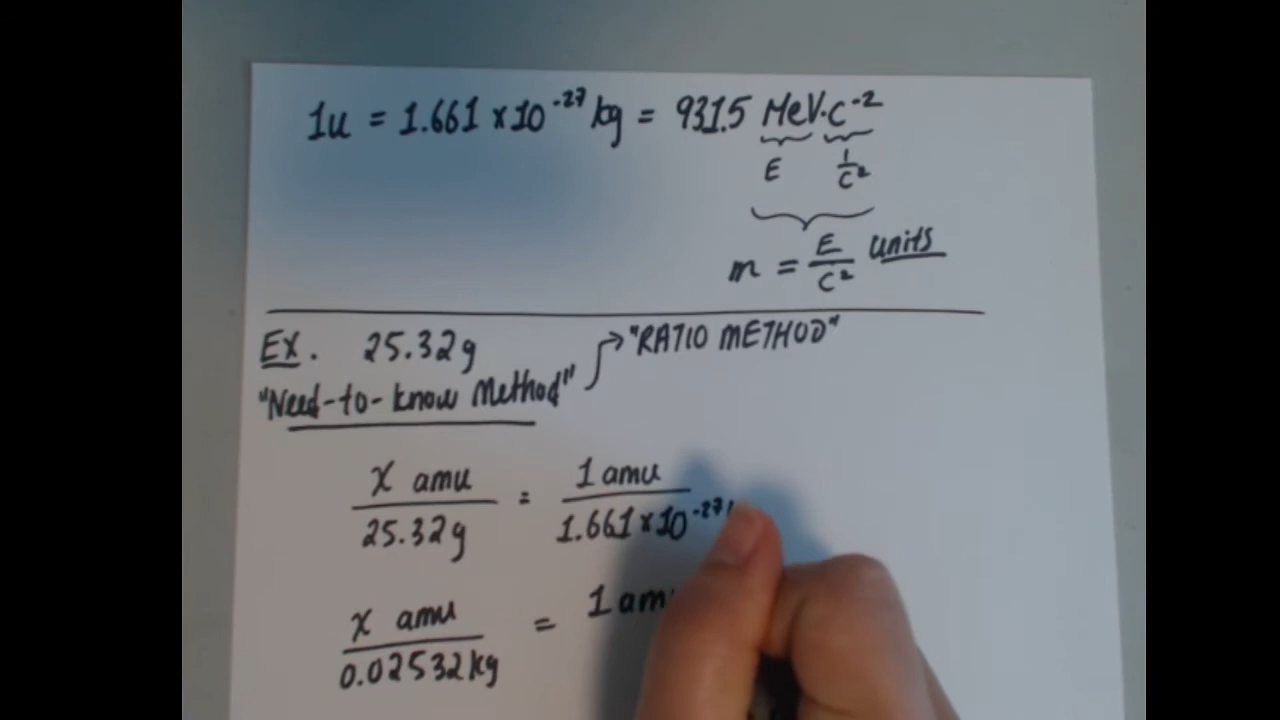 1u = 1.661 × 10⁻²⁷ kg = 931.5 MeV·c⁻²
E 1/c²
m = E/c² units
Ex. 25.32g → "RATIO METHOD"
"Need-to-know Method"
x amu / 25.32g = 1 amu / 1.661 × 10⁻²⁷
x amu / 0.02532kg = 1 am